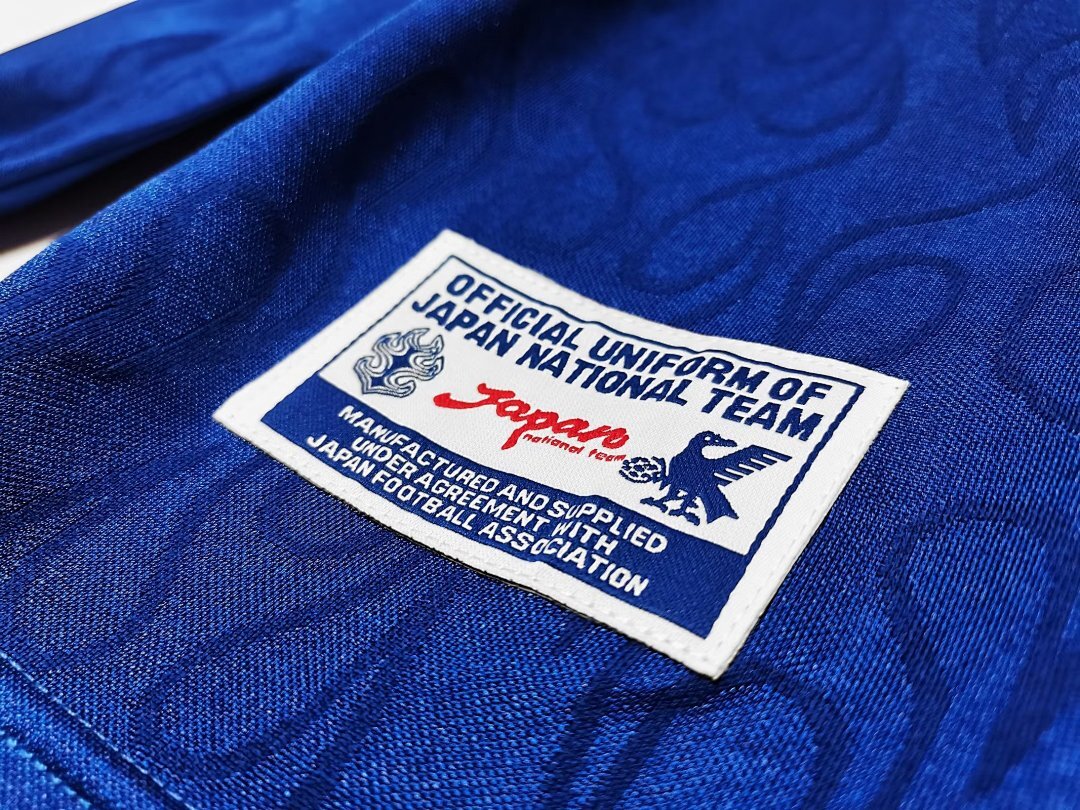 OFFICIAL UNIFORM OF
JAPAN NATIONAL TEAM
Japan
national team
MANUFACTURED AND SUPPLIED
UNDER AGREEMENT WITH
JAPAN FOOTBALL ASSOCIATION